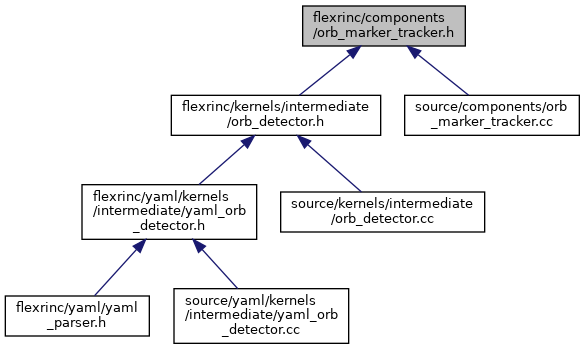 flexrinc/components
/orb_marker_tracker.h
flexrinc/kernels/intermediate
/orb_detector.h
source/components/orb
_marker_tracker.cc
flexrinc/yaml/kernels
/intermediate/yaml_orb
_detector.h
source/kernels/intermediate
/orb_detector.cc
flexrinc/yaml/yaml
_parser.h
source/yaml/kernels
/intermediate/yaml_orb
_detector.cc